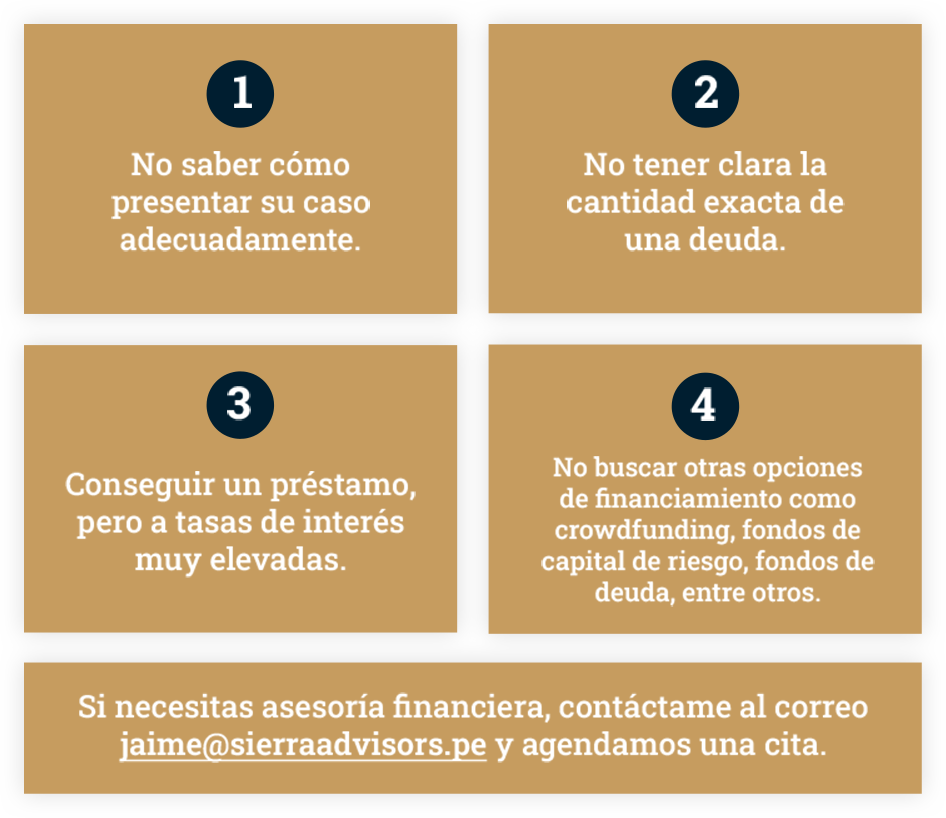 1
No saber cómo
presentar su caso
adecuadamente.
2
No tener clara la
cantidad exacta de
una deuda.
3
Conseguir un préstamo,
pero a tasas de interés
muy elevadas.
4
No buscar otras opciones
de financiamiento como
crowdfunding, fondos de
capital de riesgo, fondos de
deuda, entre otros.
Si necesitas asesoría financiera, contáctame al correo
jaime@sierraadvisors.pe y agendamos una cita.